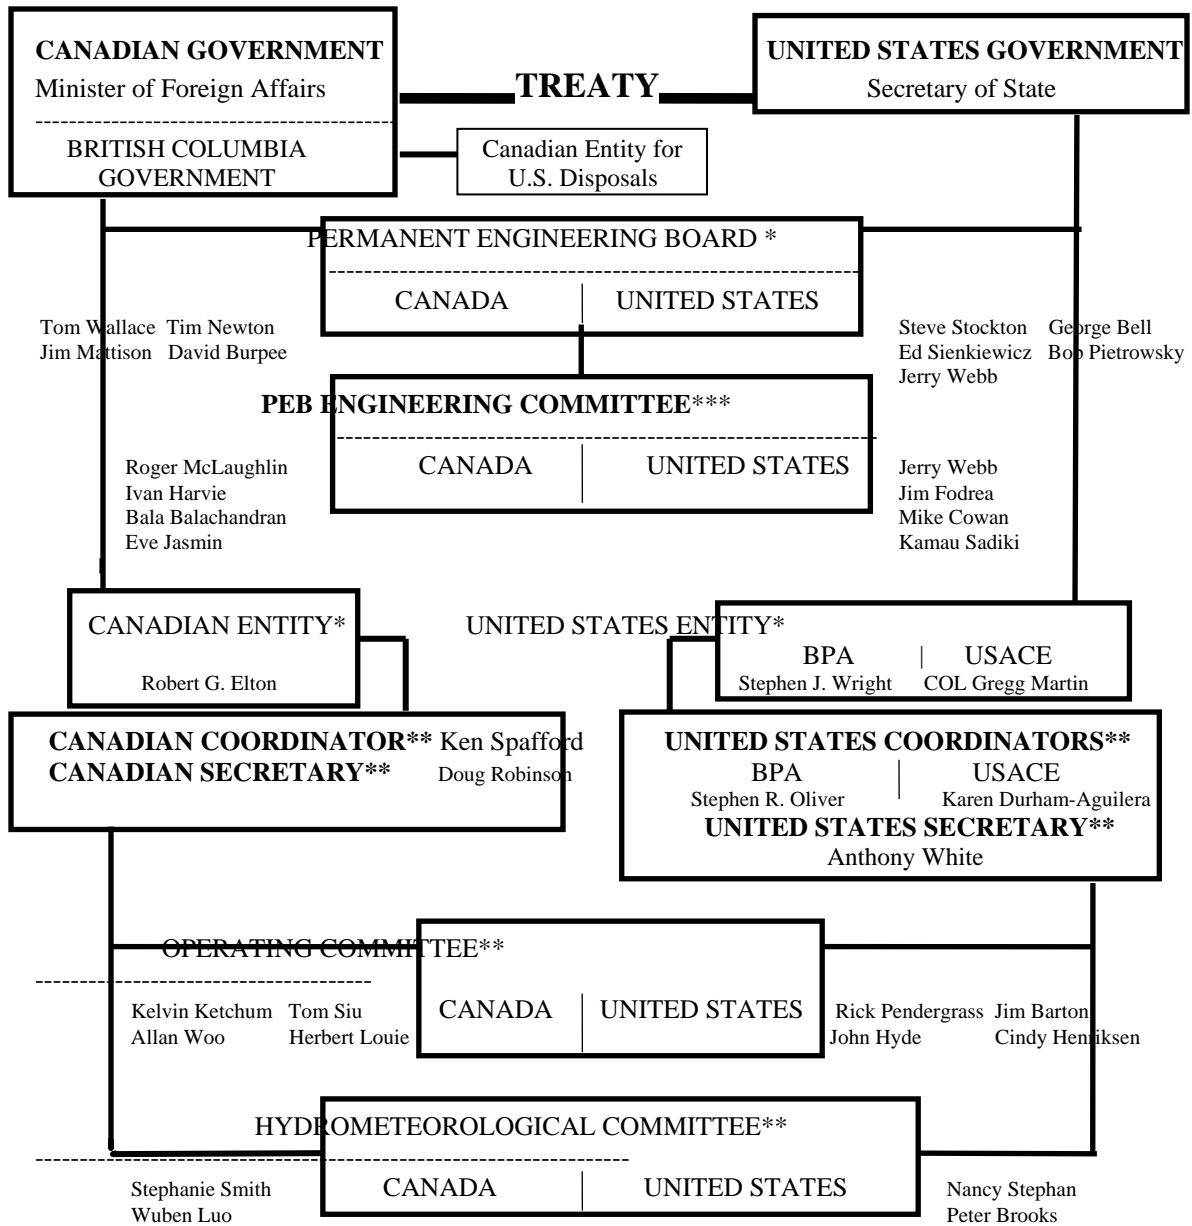 CANADIAN GOVERNMENT
Minister of Foreign Affairs
BRITISH COLUMBIA
GOVERNMENT
TREATY
UNITED STATES GOVERNMENT
Secretary of State
Canadian Entity for
U.S. Disposals
PERMANENT ENGINEERING BOARD *
CANADA | UNITED STATES
Tom Wallace Tim Newton
Jim Mattison David Burpee
Steve Stockton George Bell
Ed Sienkiewicz Bob Pietrowsky
Jerry Webb
PEB ENGINEERING COMMITTEE***
CANADA | UNITED STATES
Roger McLaughlin
Ivan Harvie
Bala Balachandran
Eve Jasmin
Jerry Webb
Jim Fodrea
Mike Cowan
Kamau Sadiki
CANADIAN ENTITY*
Robert G. Elton
UNITED STATES ENTITY*
BPA | USACE
Stephen J. Wright COL Gregg Martin
CANADIAN COORDINATOR** Ken Spafford
CANADIAN SECRETARY** Doug Robinson
UNITED STATES COORDINATORS**
BPA | USACE
Stephen R. Oliver Karen Durham-Aguilera
UNITED STATES SECRETARY**
Anthony White
OPERATING COMMITTEE**
Kelvin Ketchum Tom Siu
Allan Woo Herbert Louie
CANADA | UNITED STATES
Rick Pendergrass Jim Barton
John Hyde Cindy Henriksen
HYDROMETEOROLOGICAL COMMITTEE**
Stephanie Smith
Wuben Luo
CANADA | UNITED STATES
Nancy Stephan
Peter Brooks